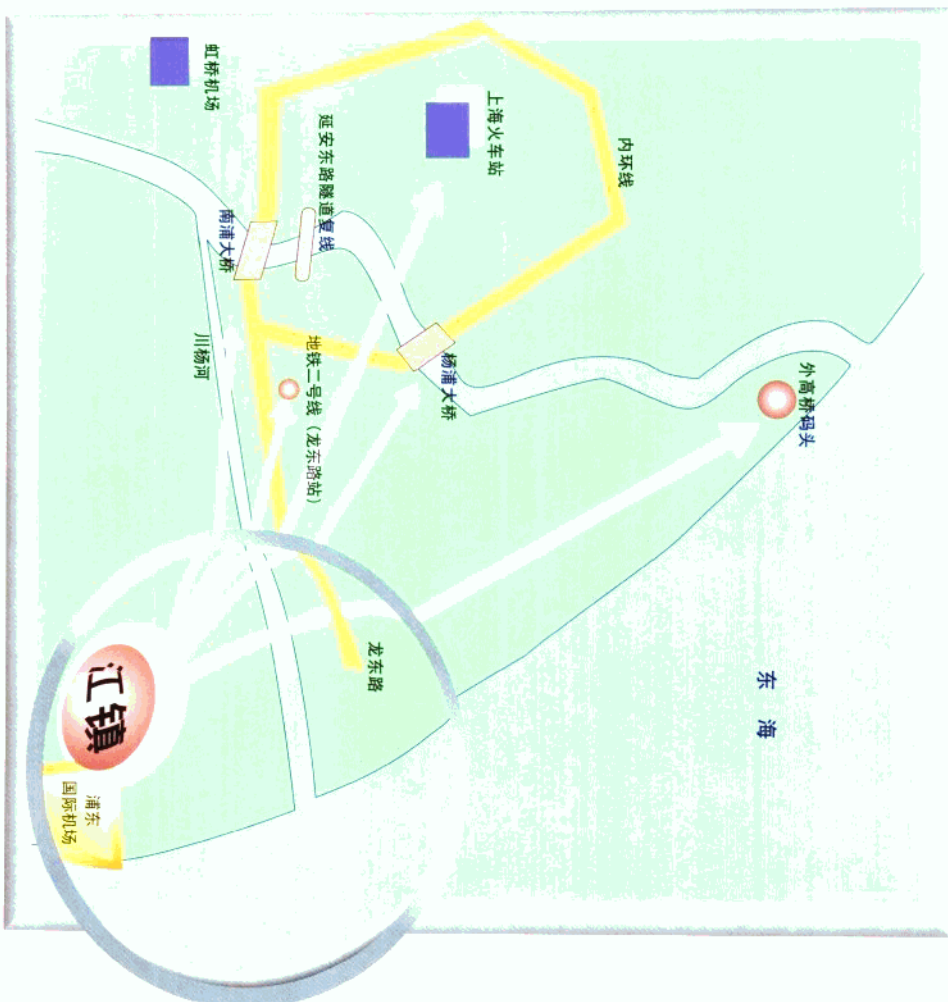 虹桥机场
上海火车站
内环线
延安东路隧道复线
南浦大桥
川杨河
地铁二号线（龙东路站）
杨浦大桥
外高桥码头
龙东路
东海
江镇
浦东
国际机场